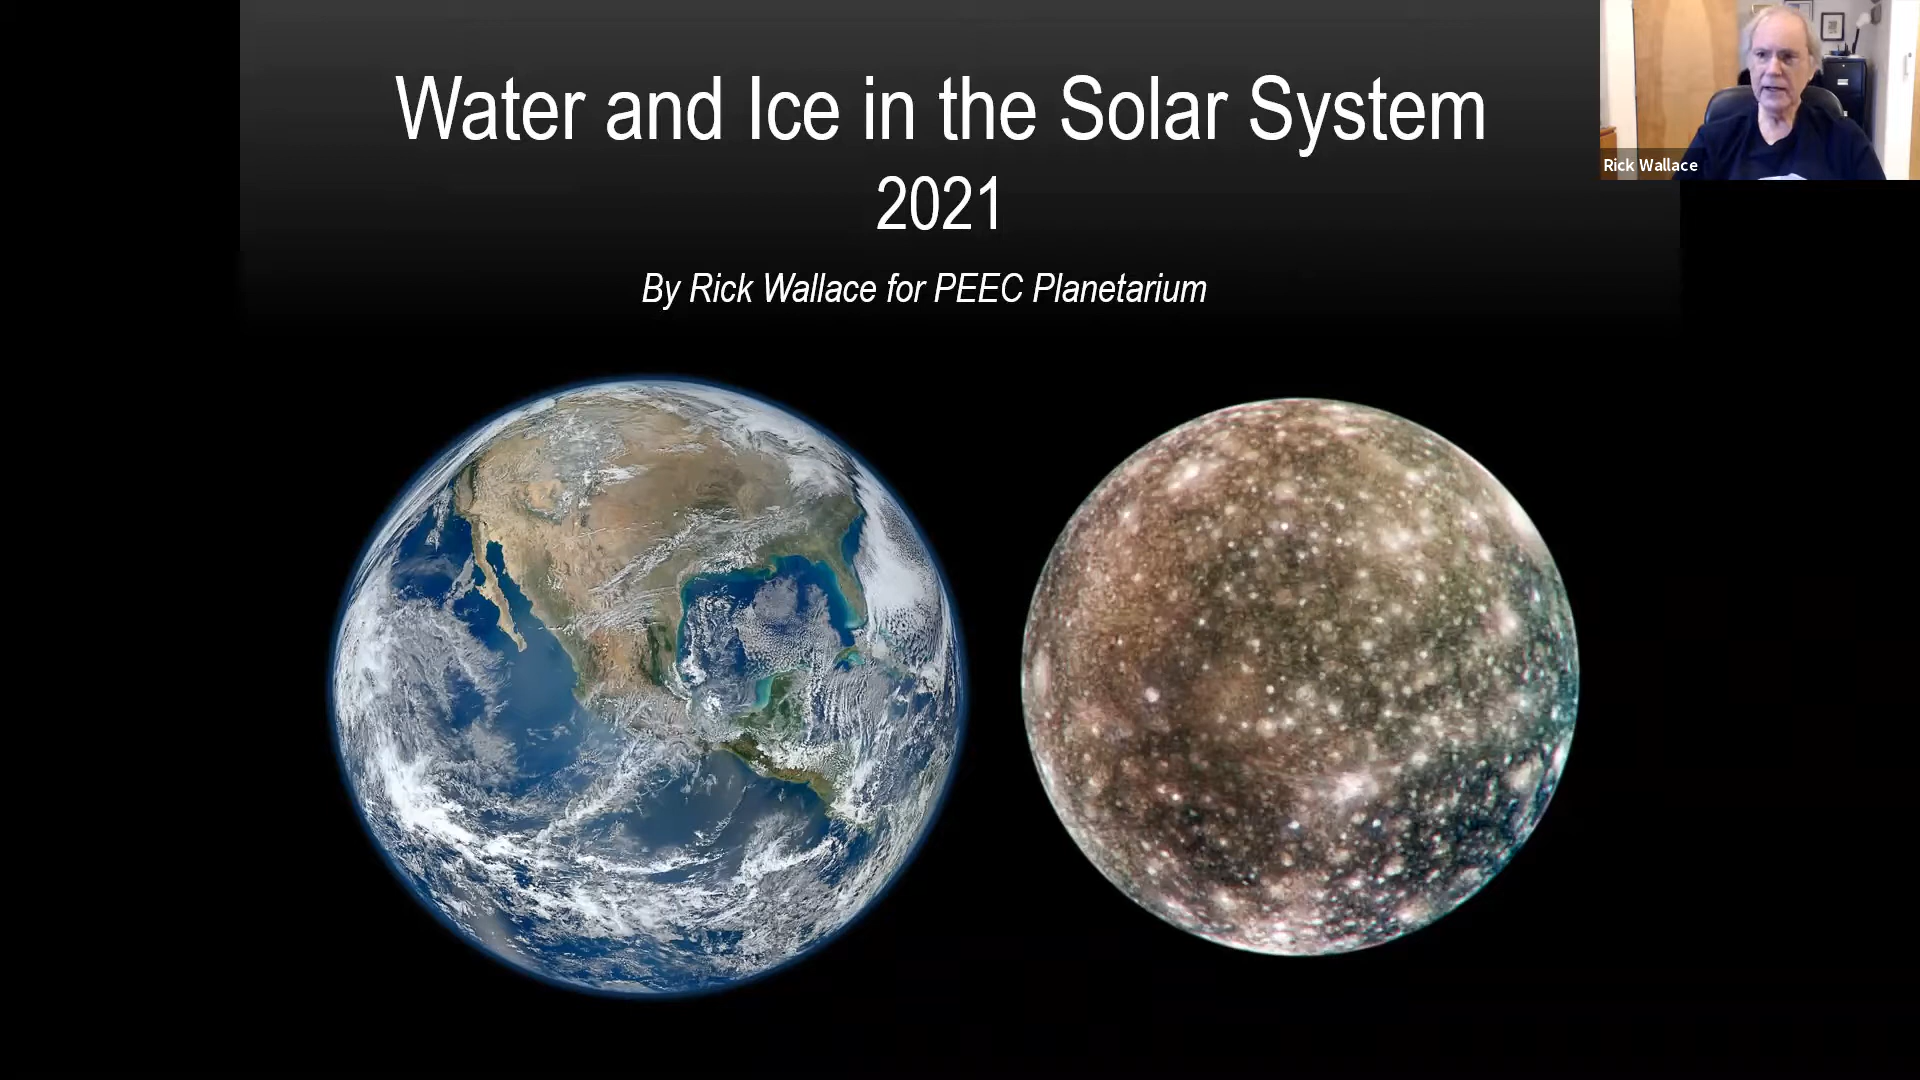 Water and Ice in the Solar System
2021
By Rick Wallace for PEEC Planetarium
Rick Wallace